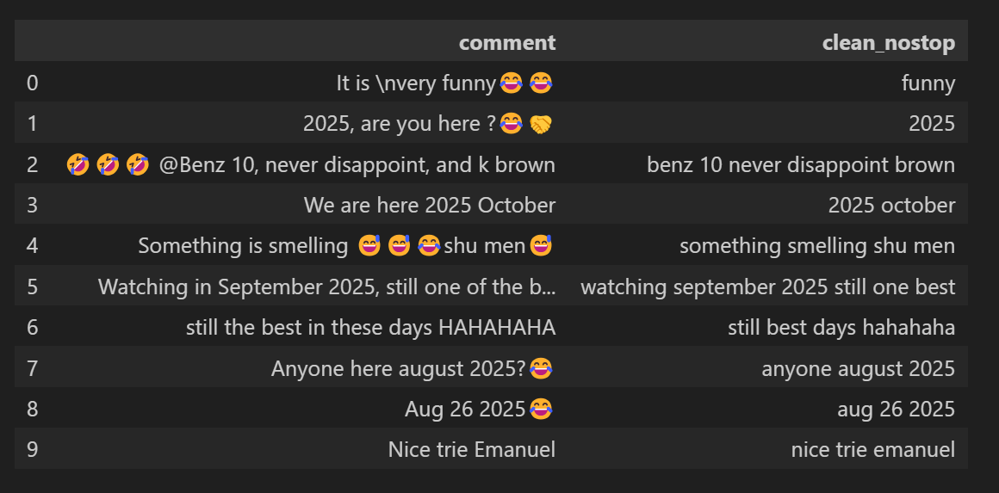 comment clean_nostop
0 It is \nvery funny😂😂 funny
1 2025, are you here ?😂🤝 2025
2 🤣🤣🤣 @Benz 10, never disappoint, and k brown benz 10 never disappoint brown
3 We are here 2025 October 2025 october
4 Something is smelling 😅😅😂shu men😅 something smelling shu men
5 Watching in September 2025, still one of the b... watching september 2025 still one best
6 still the best in these days HAHAHAHA still best days hahahaha
7 Anyone here august 2025?😂 anyone august 2025
8 Aug 26 2025😂 aug 26 2025
9 Nice trie Emanuel nice trie emanuel